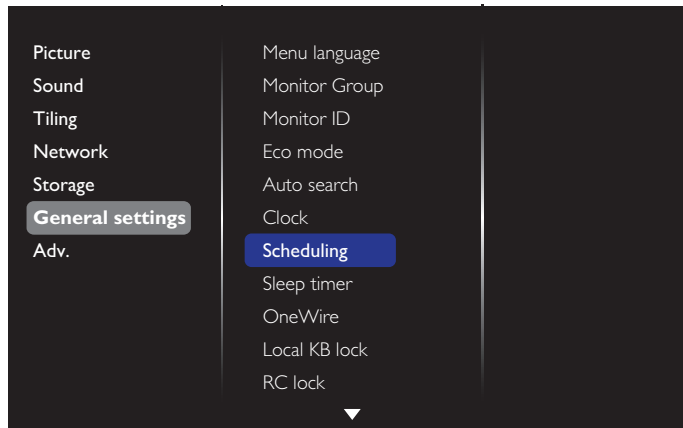 Picture
Sound
Tiling
Network
Storage
General settings
Adv.
Menu language
Monitor Group
Monitor ID
Eco mode
Auto search
Clock
Scheduling
Sleep timer
OneWire
Local KB lock
RC lock